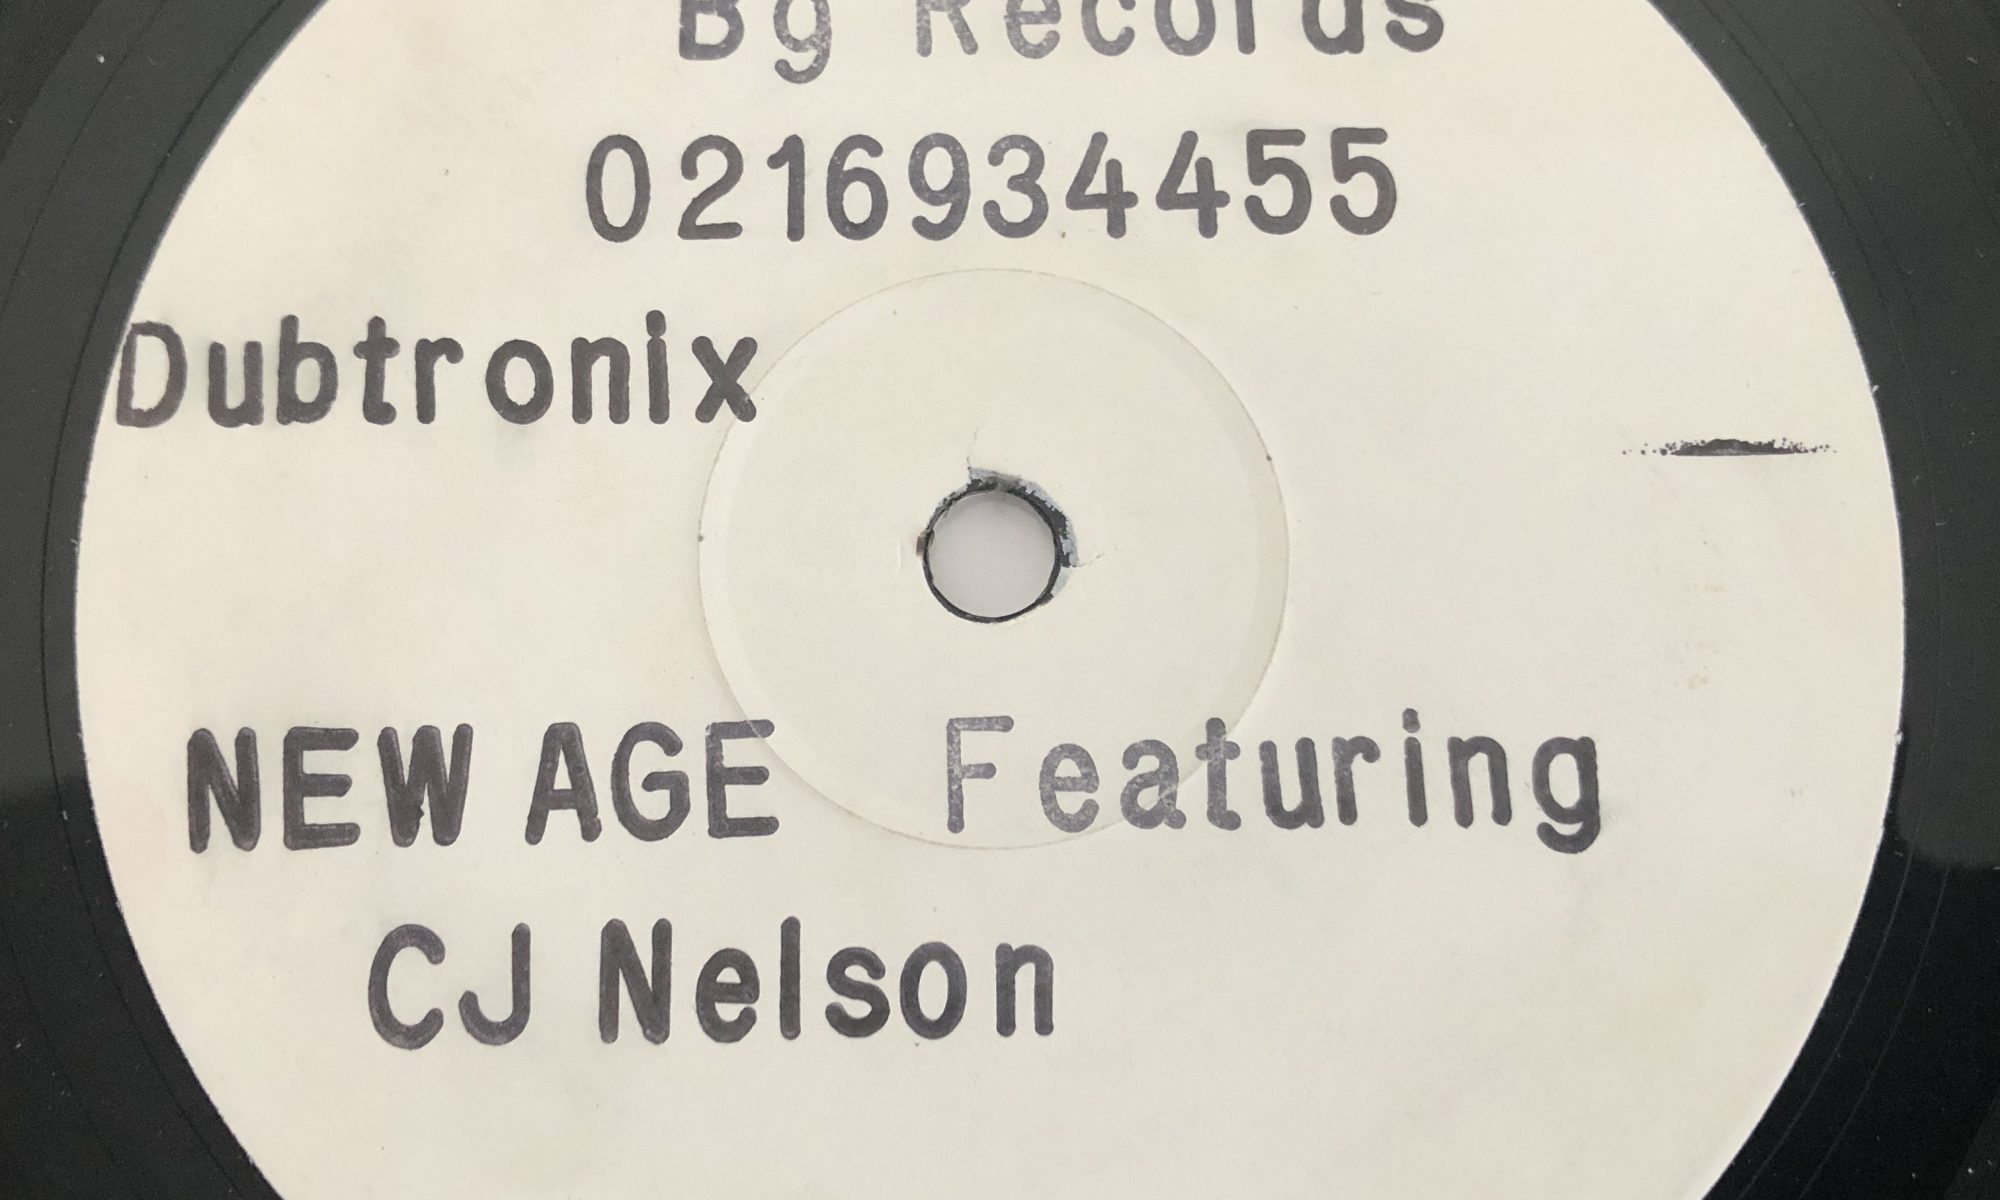 Bg Records
0216934455
Dubtronix
NEW AGE Featuring
CJ Nelson